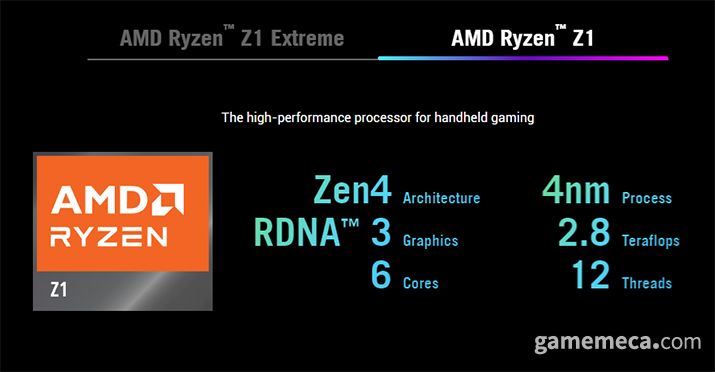 AMD Ryzen™ Z1 Extreme
AMD Ryzen™ Z1
The high-performance processor for handheld gaming
AMD
RYZEN
Z1
Zen4 Architecture
4nm Process
RDNA™ 3 Graphics
2.8 Teraflops
6 Cores
12 Threads
gamemeca.com